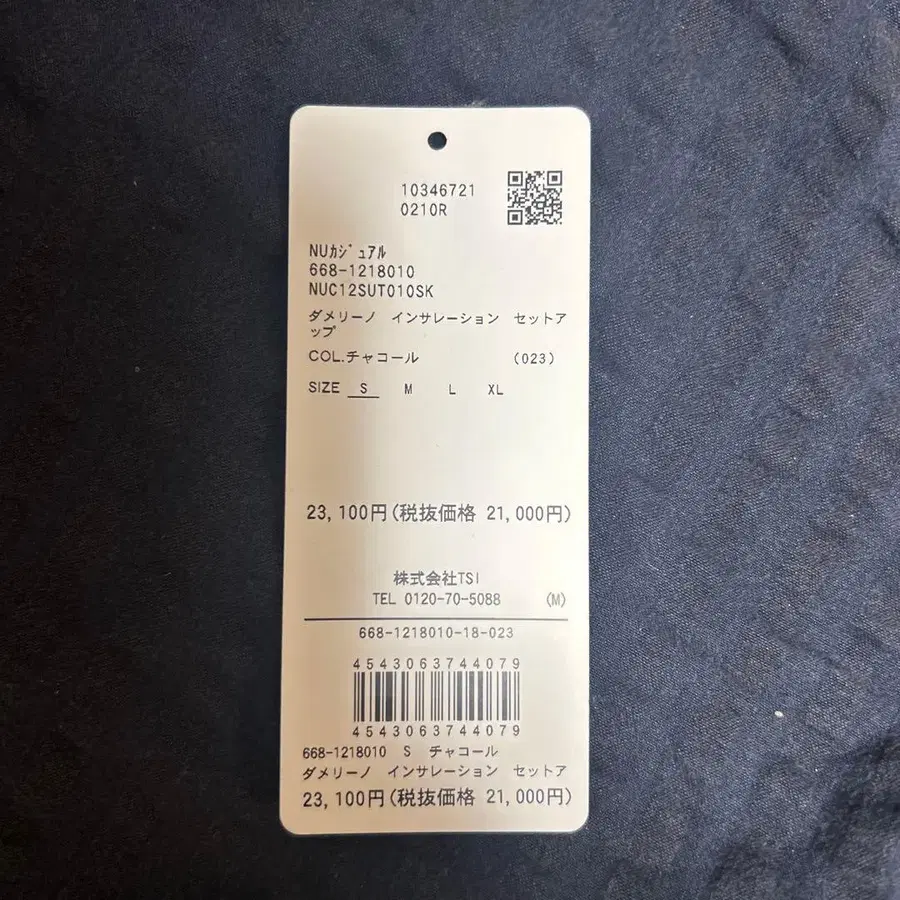 10346721
0210R
NUｶｼﾞｭｱﾙ
668-1218010
NUC12SUT010SK
ダメリーノ インサレーション セットア
ップ
COL.チャコール (023)
SIZE S M L XL
23,100円(税抜価格 21,000円)
株式会社TSI
TEL 0120-70-5088 (M)
668-1218010-18-023
4543063744079
4543063744079
668-1218010 S チャコール
ダメリーノ インサレーション セットア
23,100円(税抜価格 21,000円)